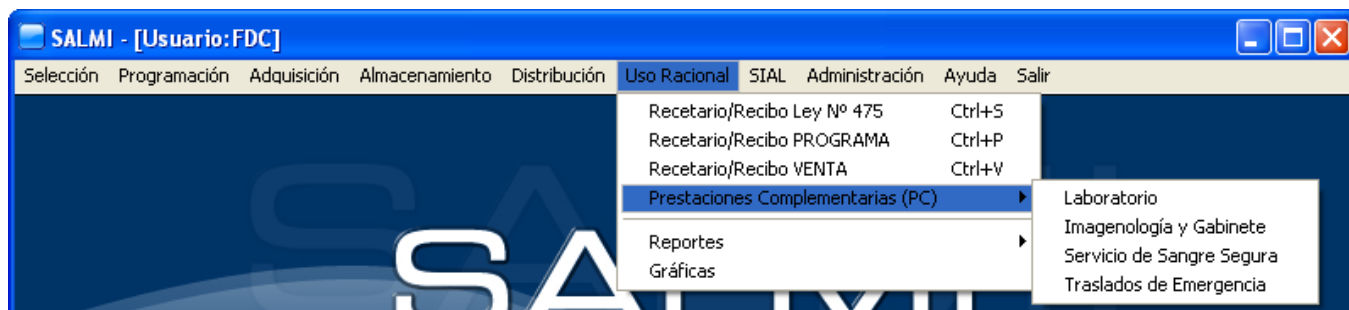 SALMI - [Usuario:FDC]
Selección Programación Adquisición Almacenamiento Distribución Uso Racional SIAL Administración Ayuda Salir
Recetario/Recibo Ley Nº 475 Ctrl+S
Recetario/Recibo PROGRAMA Ctrl+P
Recetario/Recibo VENTA Ctrl+V
Prestaciones Complementarias (PC)
Laboratorio
Imagenología y Gabinete
Servicio de Sangre Segura
Traslados de Emergencia
Reportes
Gráficas
SALMI